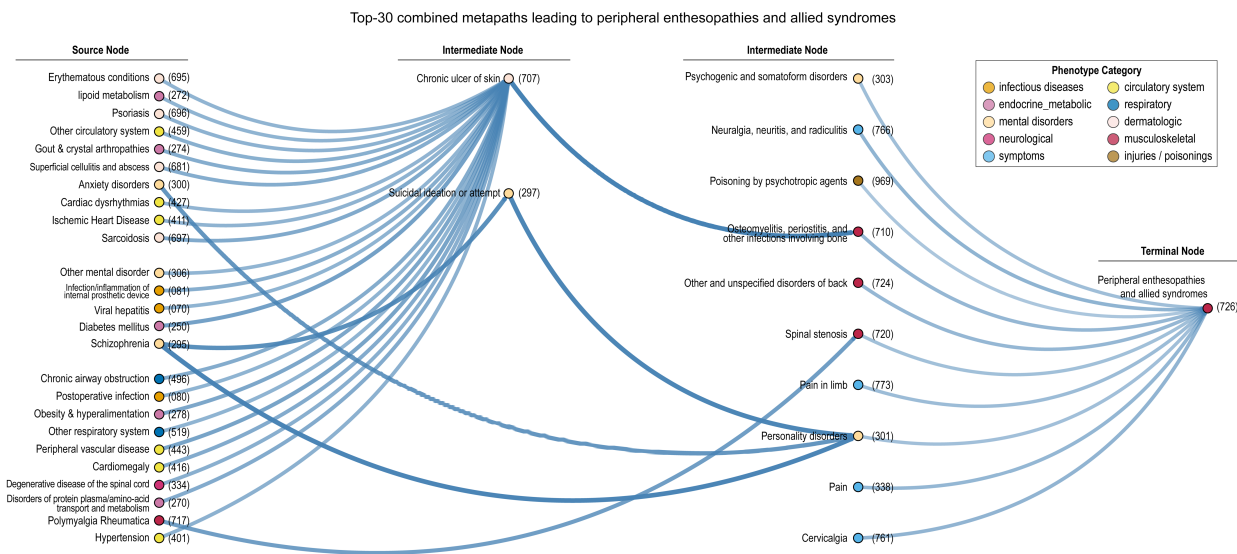 Top-30 combined metapaths leading to peripheral enthesopathies and allied syndromes
Source Node
Erythematous conditions (695)
lipoid metabolism (272)
Psoriasis (696)
Other circulatory system (459)
Gout & crystal arthropathies (274)
Superficial cellulitis and abscess (681)
Anxiety disorders (300)
Cardiac dysrhythmias (427)
Ischemic Heart Disease (411)
Sarcoidosis (697)
Other mental disorder (306)
Infection/inflammation of
internal prosthetic device (081)
Viral hepatitis (070)
Diabetes mellitus (250)
Schizophrenia (295)
Chronic airway obstruction (496)
Postoperative infection (080)
Obesity & hyperalimentation (278)
Other respiratory system (519)
Peripheral vascular disease (443)
Cardiomegaly (416)
Degenerative disease of the spinal cord (334)
Disorders of protein plasma/amino-acid
transport and metabolism (270)
Polymyalgia Rheumatica (717)
Hypertension (401)
Intermediate Node
Chronic ulcer of skin (707)
Suicidal ideation or attempt (297)
Intermediate Node
Psychogenic and somatoform disorders (303)
Neuralgia, neuritis, and radiculitis (766)
Poisoning by psychotropic agents (969)
Osteomyelitis, periostitis, and
other infections involving bone (710)
Other and unspecified disorders of back (724)
Spinal stenosis (720)
Pain in limb (773)
Personality disorders (301)
Pain (338)
Cervicalgia (761)
Phenotype Category
infectious diseases
endocrine_metabolic
mental disorders
neurological
symptoms
circulatory system
respiratory
dermatologic
musculoskeletal
injuries / poisonings
Terminal Node
Peripheral enthesopathies
and allied syndromes (726)